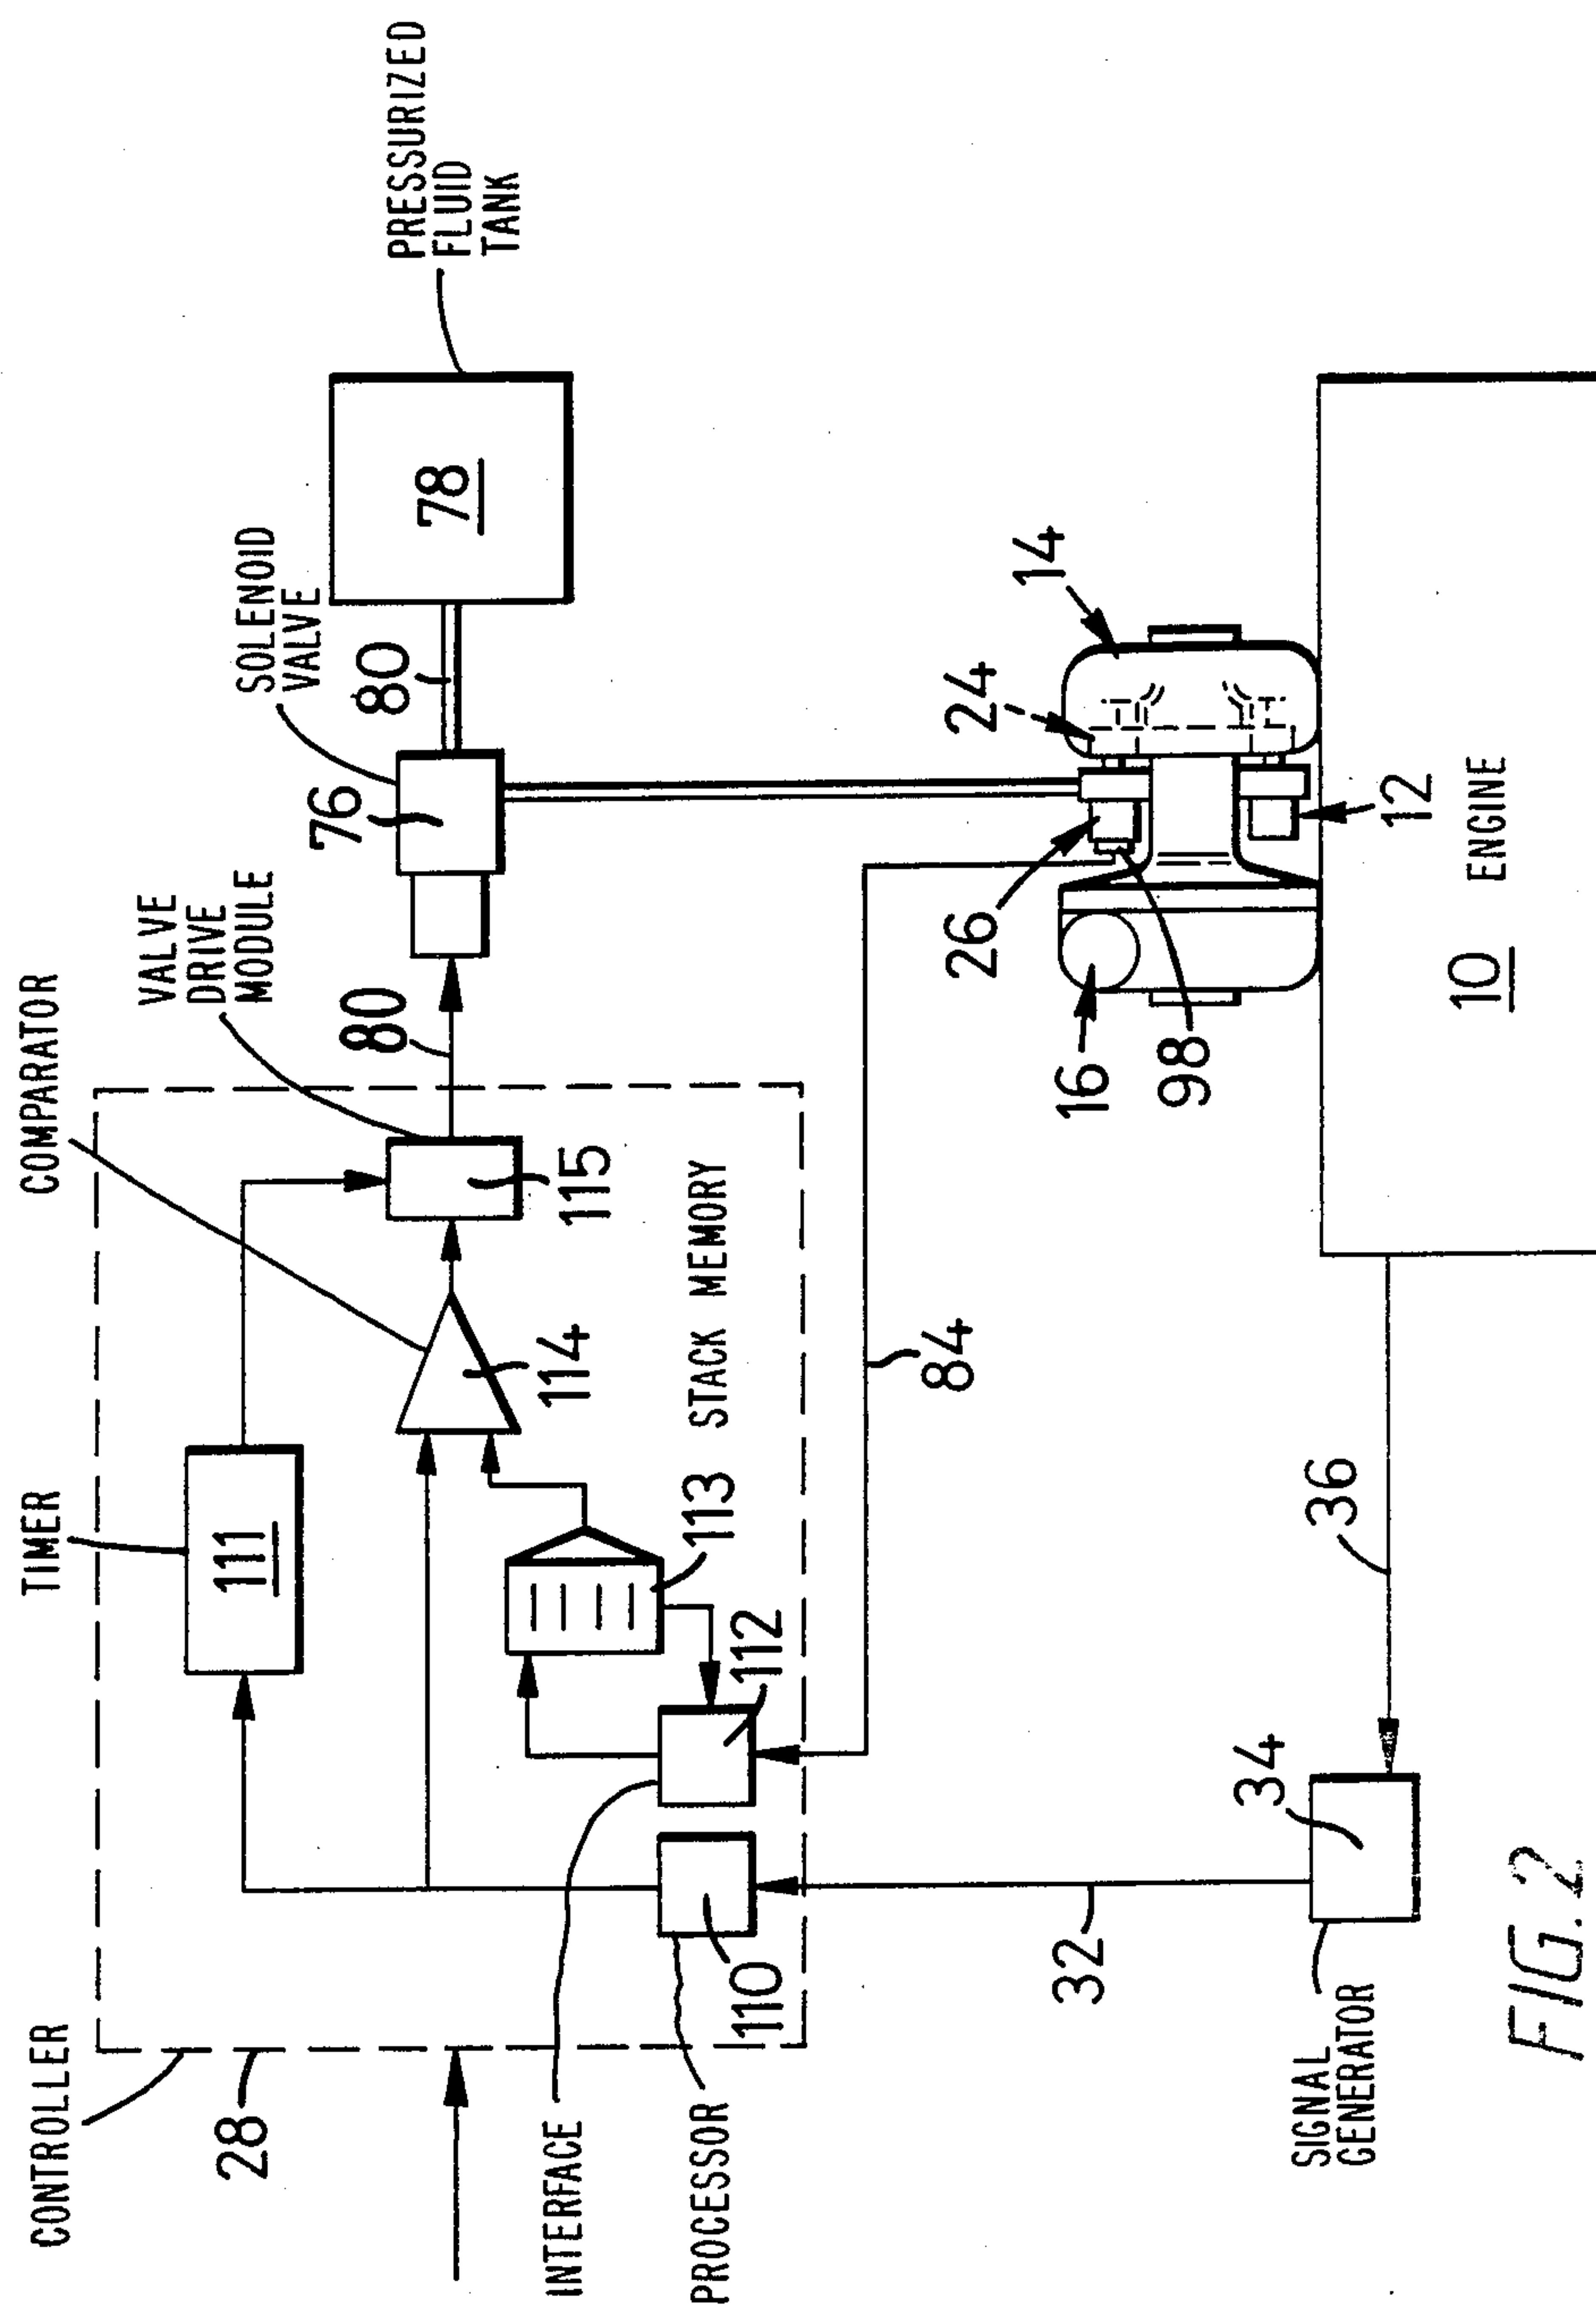 CONTROLLER
28
TIMER
111
COMPARATOR
VALVE
DRIVE
MODULE
80
SOLENOID
VALVE
76
80
PRESSURIZED
FLUID
TANK
78
115
114
113
STACK MEMORY
112
110
INTERFACE
PROCESSOR
84
32
SIGNAL
GENERATOR
34
36
16
98
26
24
14
12
10
ENGINE
FIG. 2